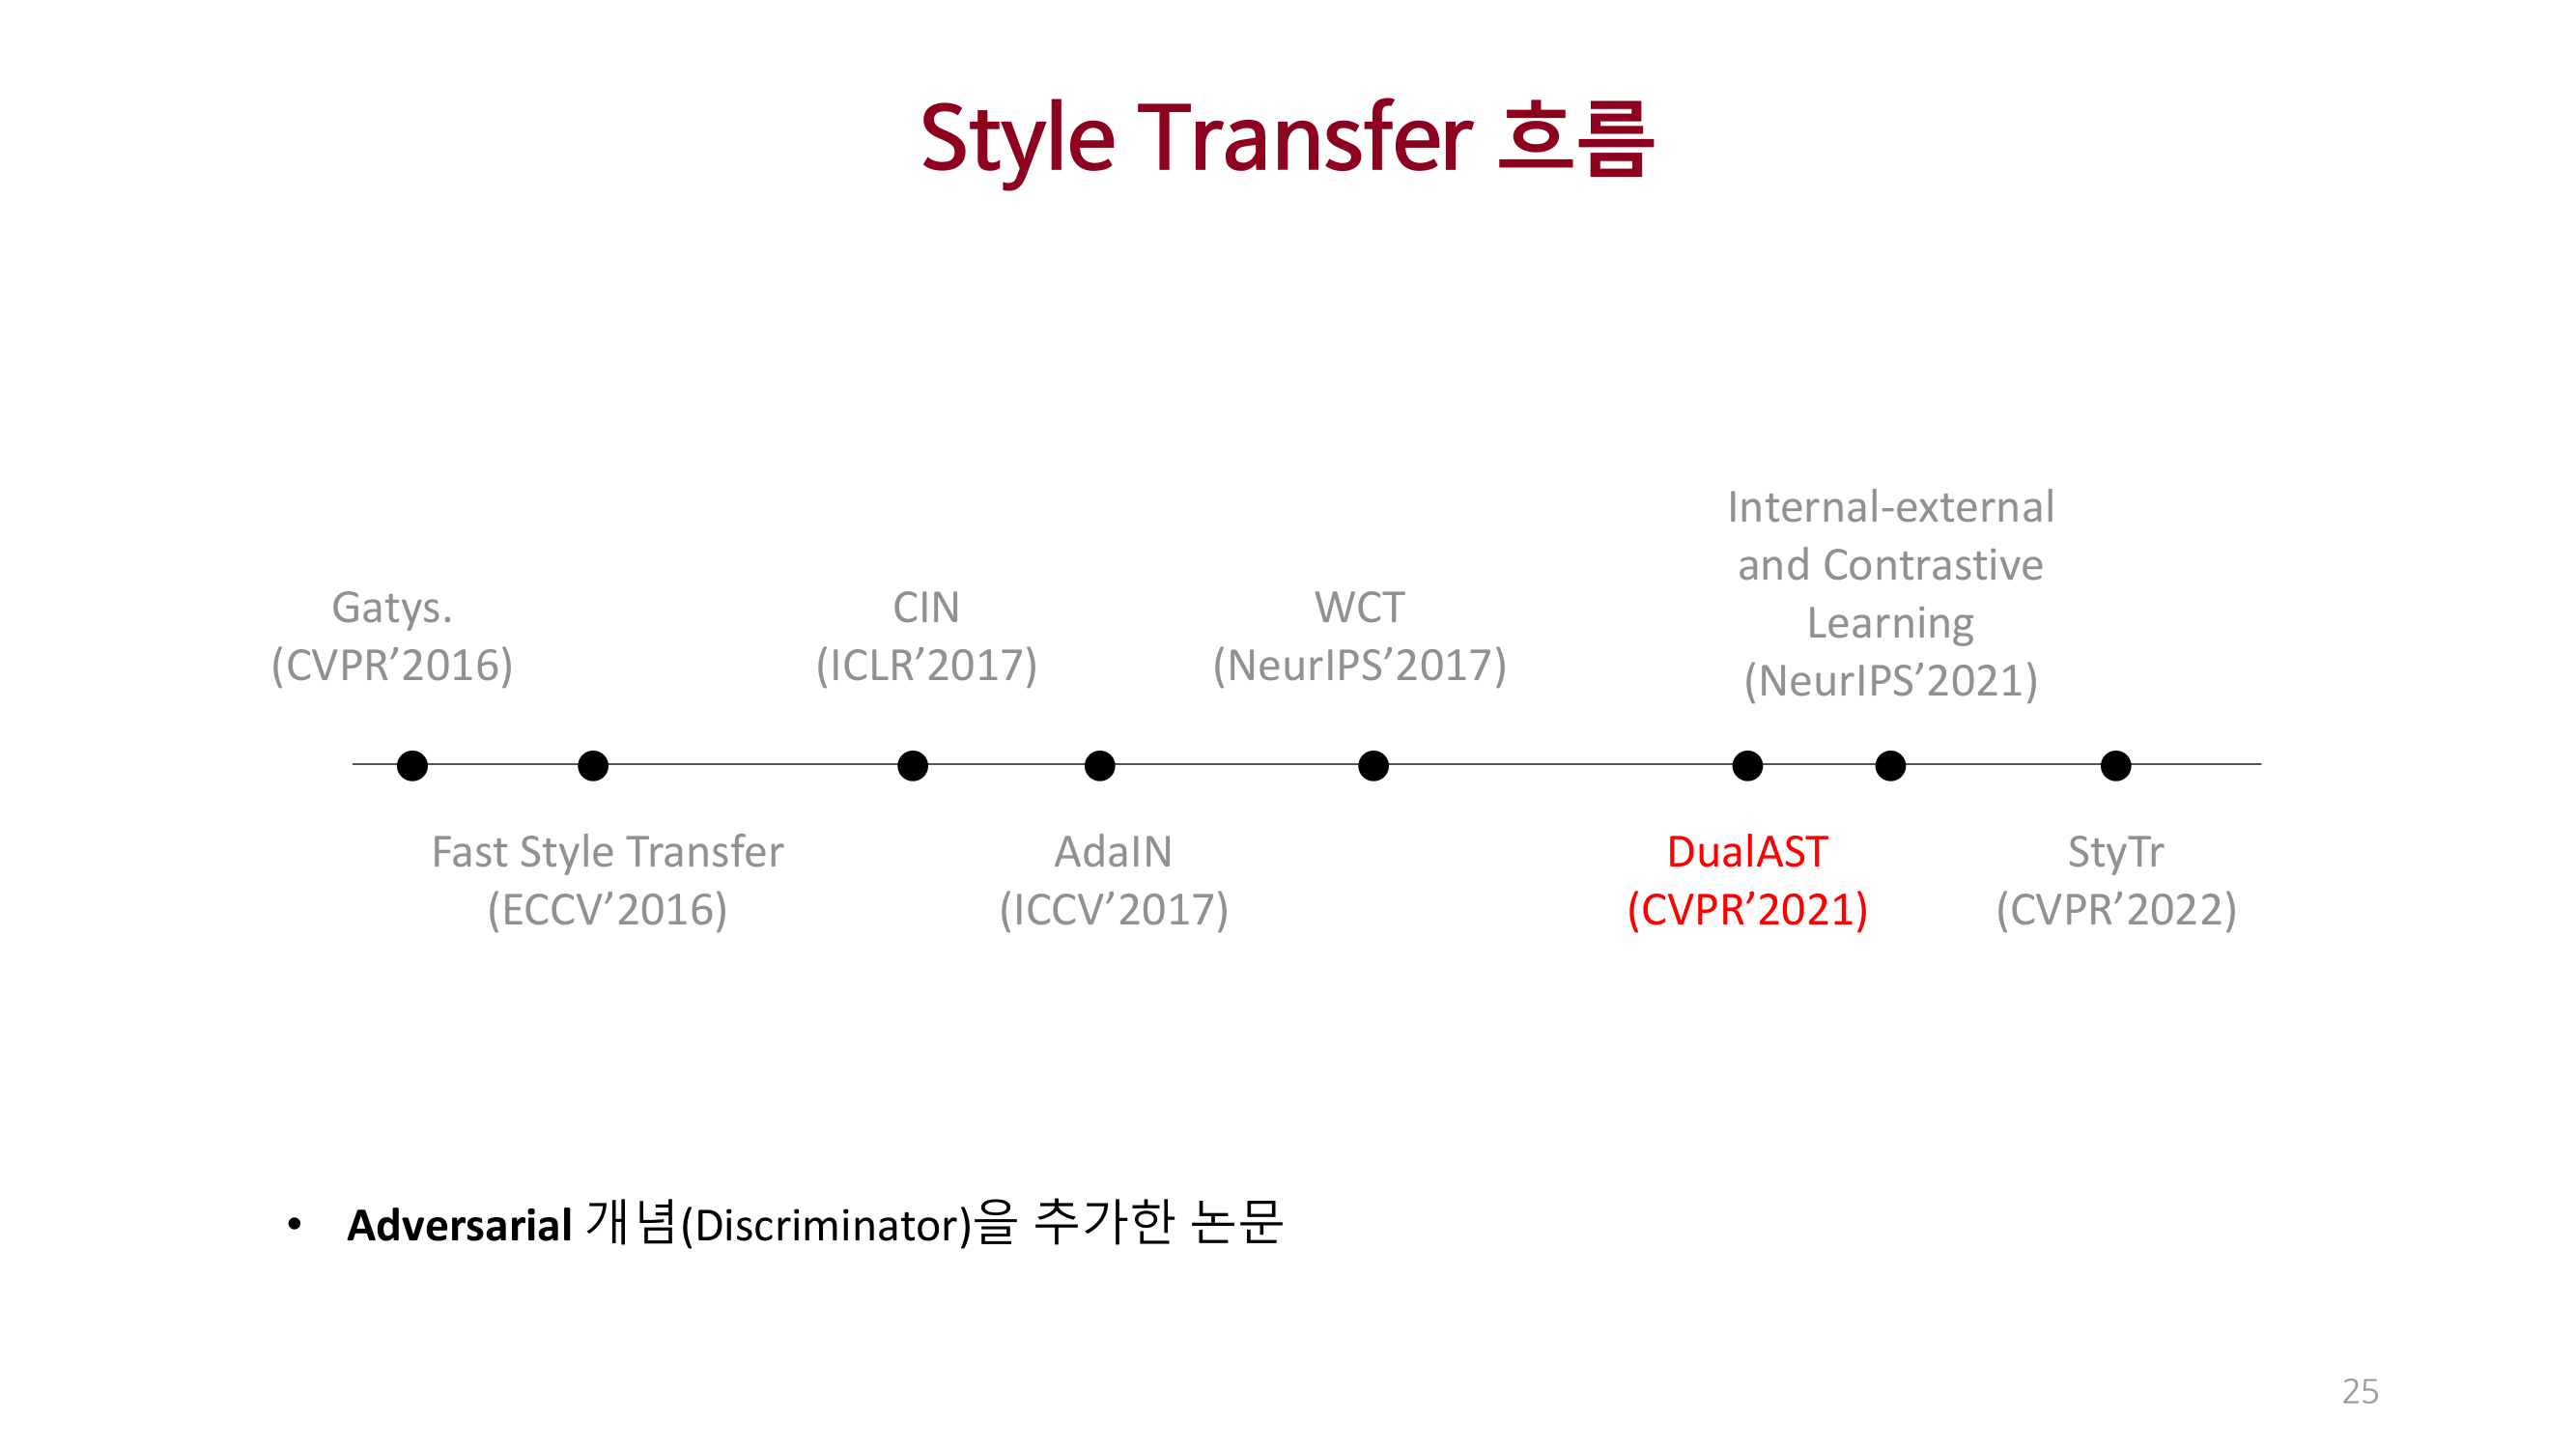 Style Transfer 흐름
Internal-external
and Contrastive
Learning
(NeurIPS’2021)
Gatys.
(CVPR’2016)
CIN
(ICLR’2017)
WCT
(NeurIPS’2017)
Fast Style Transfer
(ECCV’2016)
AdaIN
(ICCV’2017)
DualAST
(CVPR’2021)
StyTr
(CVPR’2022)
• Adversarial 개념(Discriminator)을 추가한 논문
25